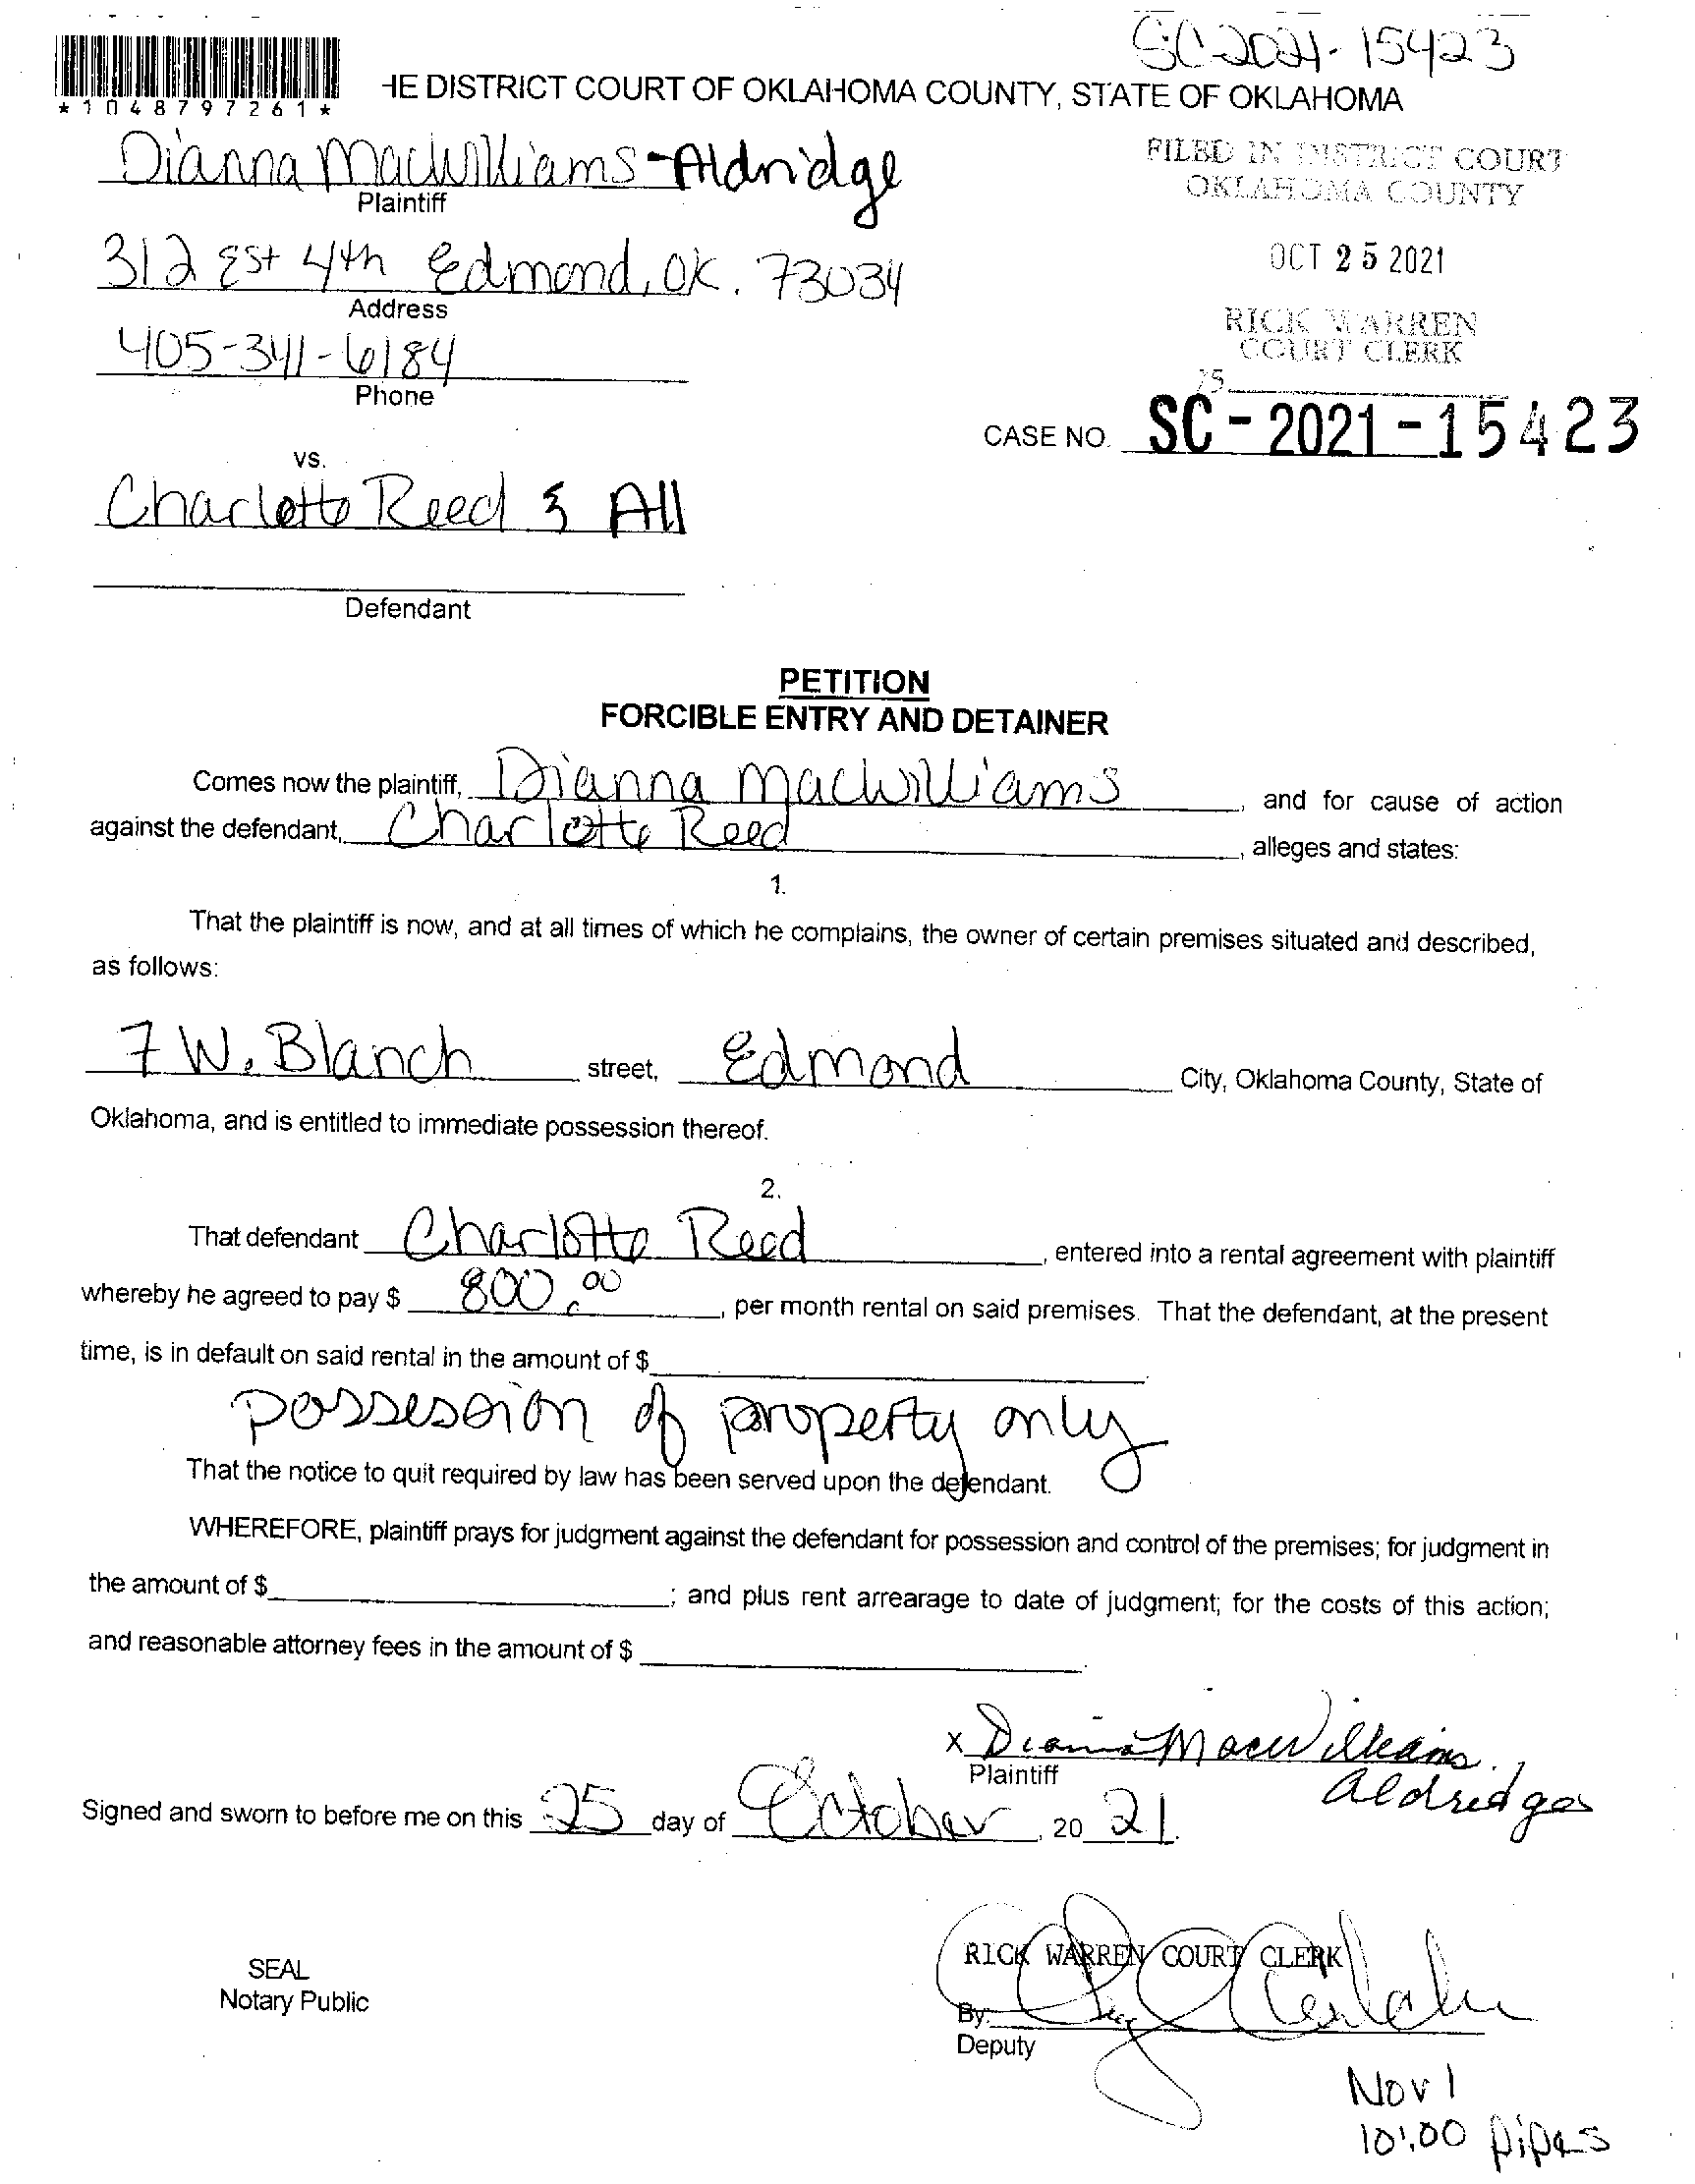 SC2021-15423
*1048797261*
HE DISTRICT COURT OF OKLAHOMA COUNTY, STATE OF OKLAHOMA
Dianna MacWilliams-Aldridge
Plaintiff
FILED IN DISTRICT COURT
OKLAHOMA COUNTY
312 Est 4th Edmond, OK. 73034
Address
OCT 25 2021
405-341-6184
Phone
RICK WARREN
COURT CLERK
CASE NO. SC-2021-15423
vs.
Charlotte Reed & All
Defendant
PETITION
FORCIBLE ENTRY AND DETAINER
Comes now the plaintiff, Dianna MacWilliams, and for cause of action
against the defendant, Charlotte Reed, alleges and states:
1.
That the plaintiff is now, and at all times of which he complains, the owner of certain premises situated and described,
as follows:
7 W. Blanch street, Edmond City, Oklahoma County, State of
Oklahoma, and is entitled to immediate possession thereof.
2.
That defendant Charlotte Reed, entered into a rental agreement with plaintiff
whereby he agreed to pay $ 800.00, per month rental on said premises. That the defendant, at the present
time, is in default on said rental in the amount of $
possession of property only
That the notice to quit required by law has been served upon the defendant.
WHEREFORE, plaintiff prays for judgment against the defendant for possession and control of the premises; for judgment in
the amount of $ ; and plus rent arrearage to date of judgment; for the costs of this action;
and reasonable attorney fees in the amount of $ .
x Dianna MacWilliams
Plaintiff
Aldredge
Signed and sworn to before me on this 25 day of October, 2021.
SEAL
Notary Public
RICK WARREN COURT CLERK
By:
Deputy
Nov 1
10:00 pipes